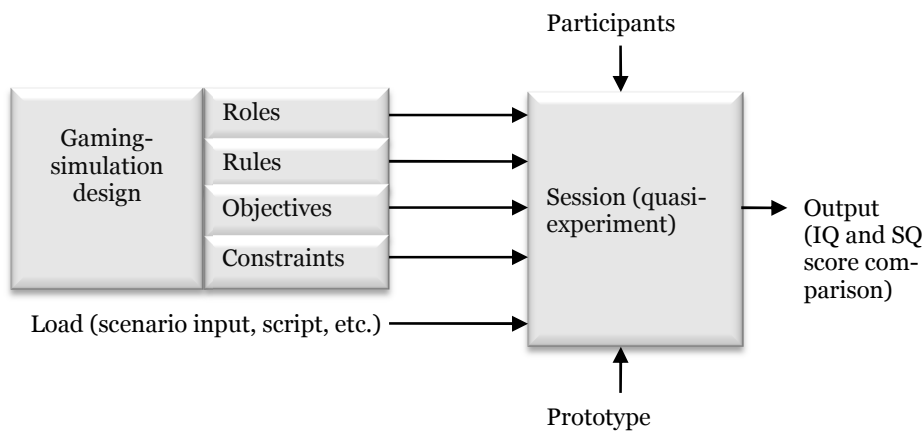 Participants
Gaming-
simulation
design
Roles
Rules
Objectives
Constraints
Session (quasi-
experiment)
Output
(IQ and SQ
score com-
parison)
Load (scenario input, script, etc.)
Prototype